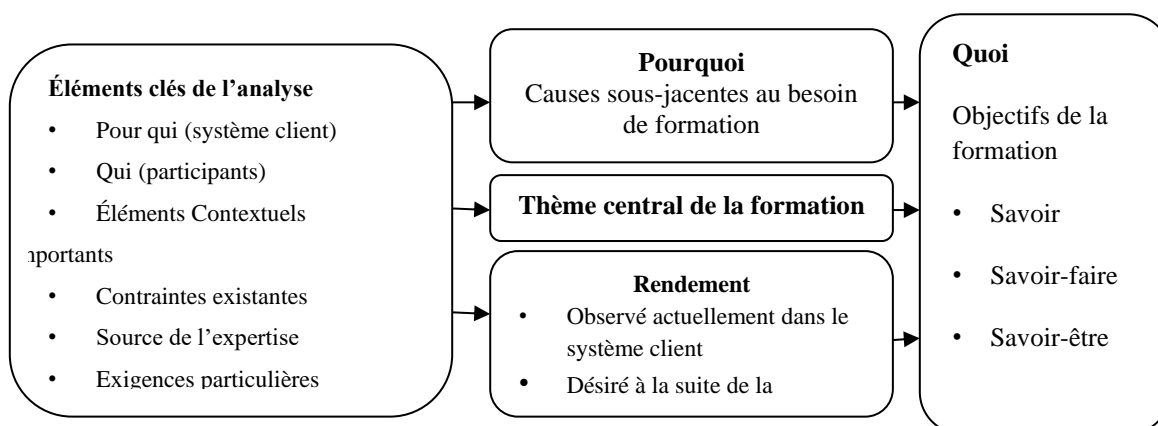 Éléments clés de l’analyse
• Pour qui (système client)
• Qui (participants)
• Éléments Contextuels
nportants
• Contraintes existantes
• Source de l’expertise
• Exigences particulières
Pourquoi
Causes sous-jacentes au besoin
de formation
Thème central de la formation
Rendement
• Observé actuellement dans le
système client
• Désiré à la suite de la
Quoi
Objectifs de la
formation
• Savoir
• Savoir-faire
• Savoir-être